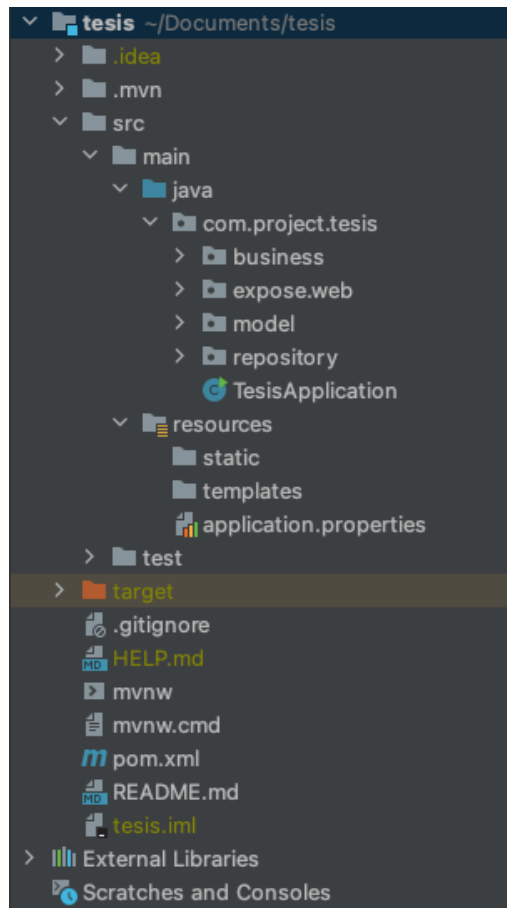 tesis ~/Documents/tesis
.idea
.mvn
src
main
java
com.project.tesis
business
expose.web
model
repository
TesisApplication
resources
static
templates
application.properties
test
target
.gitignore
HELP.md
mvnw
mvnw.cmd
pom.xml
README.md
tesis.iml
External Libraries
Scratches and Consoles